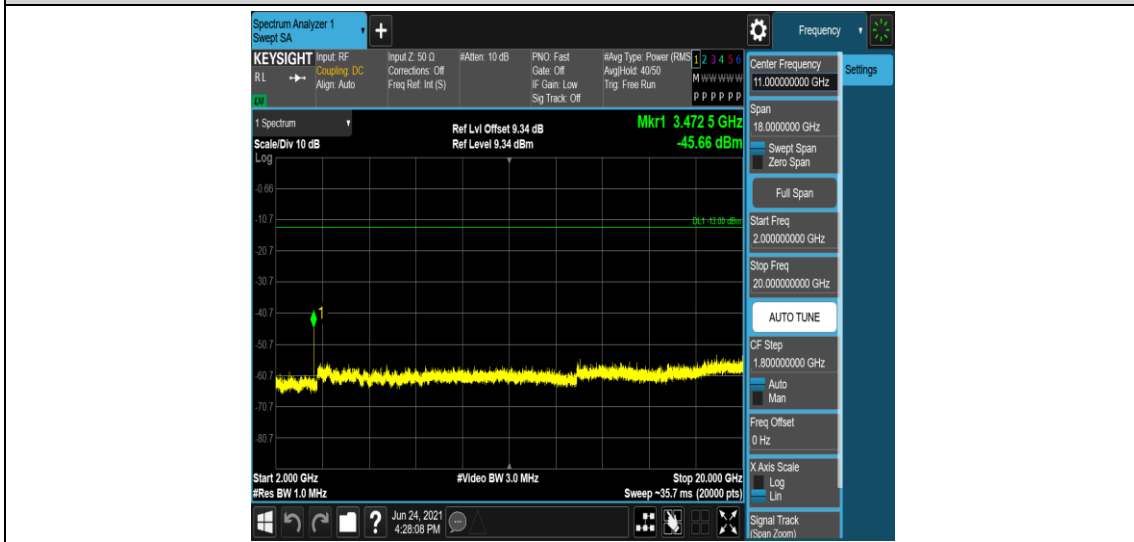 Spectrum Analyzer 1
Swept SA
Frequency
KEYSIGHT
RL
LXI
Input: RF
Coupling: DC
Align: Auto
Input Z: 50 Ω
Corrections: Off
Freq Ref: Int (S)
#Atten: 10 dB
PNO: Fast
Gate: Off
IF Gain: Low
Sig Track: Off
#Avg Type: Power (RMS
Avg|Hold: 40/50
Trig: Free Run
1 2 3 4 5 6
M W W W W W
P P P P P P
Center Frequency
11.000000000 GHz
Settings
Span
18.0000000 GHz
Swept Span
Zero Span
Full Span
Start Freq
2.000000000 GHz
Stop Freq
20.000000000 GHz
AUTO TUNE
CF Step
1.800000000 GHz
Auto
Man
Freq Offset
0 Hz
X Axis Scale
Log
Lin
Signal Track
(Span Zoom)
1 Spectrum
Scale/Div 10 dB
Log
Ref Lvl Offset 9.34 dB
Ref Level 9.34 dBm
Mkr1 3.472 5 GHz
-45.66 dBm
-0.66
-10.7
DL1 -13.00 dBm
-20.7
-30.7
-40.7
1
-50.7
-60.7
-70.7
-80.7
Start 2.000 GHz
#Video BW 3.0 MHz
Stop 20.000 GHz
#Res BW 1.0 MHz
Sweep ~35.7 ms (20000 pts)
?
Jun 24, 2021
4:28:08 PM